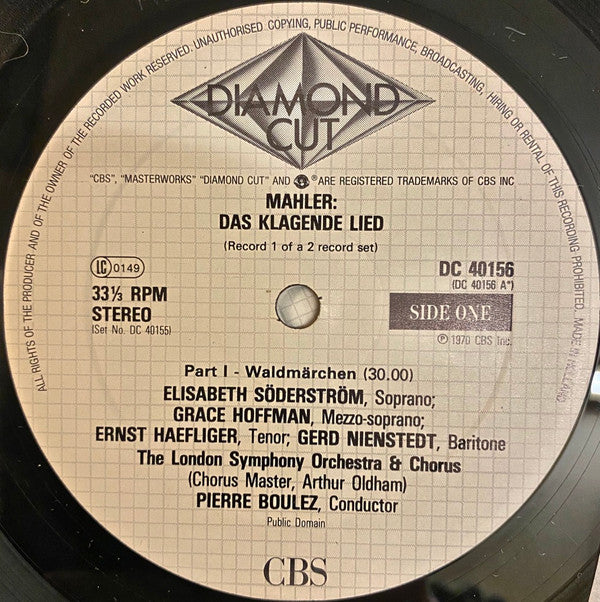 ALL RIGHTS OF THE PRODUCER AND OF THE OWNER OF THE RECORDED WORK RESERVED. UNAUTHORISED COPYING, PUBLIC PERFORMANCE, BROADCASTING, HIRING OR RENTAL OF THIS RECORDING PROHIBITED. MADE IN HOLLAND
DIAMOND
CUT
"CBS", "MASTERWORKS" "DIAMOND CUT" AND ® ARE REGISTERED TRADEMARKS OF CBS INC
MAHLER:
DAS KLAGENDE LIED
(Record 1 of a 2 record set)
LC 0149
DC 40156
(DC 40156 A*)
33⅓ RPM
STEREO
SIDE ONE
(Set No. DC 40155)
℗ 1970 CBS Inc.
Part I - Waldmärchen (30.00)
ELISABETH SÖDERSTRÖM, Soprano;
GRACE HOFFMAN, Mezzo-soprano;
ERNST HAEFLIGER, Tenor; GERD NIENSTEDT, Baritone
The London Symphony Orchestra & Chorus
(Chorus Master, Arthur Oldham)
PIERRE BOULEZ, Conductor
Public Domain
CBS